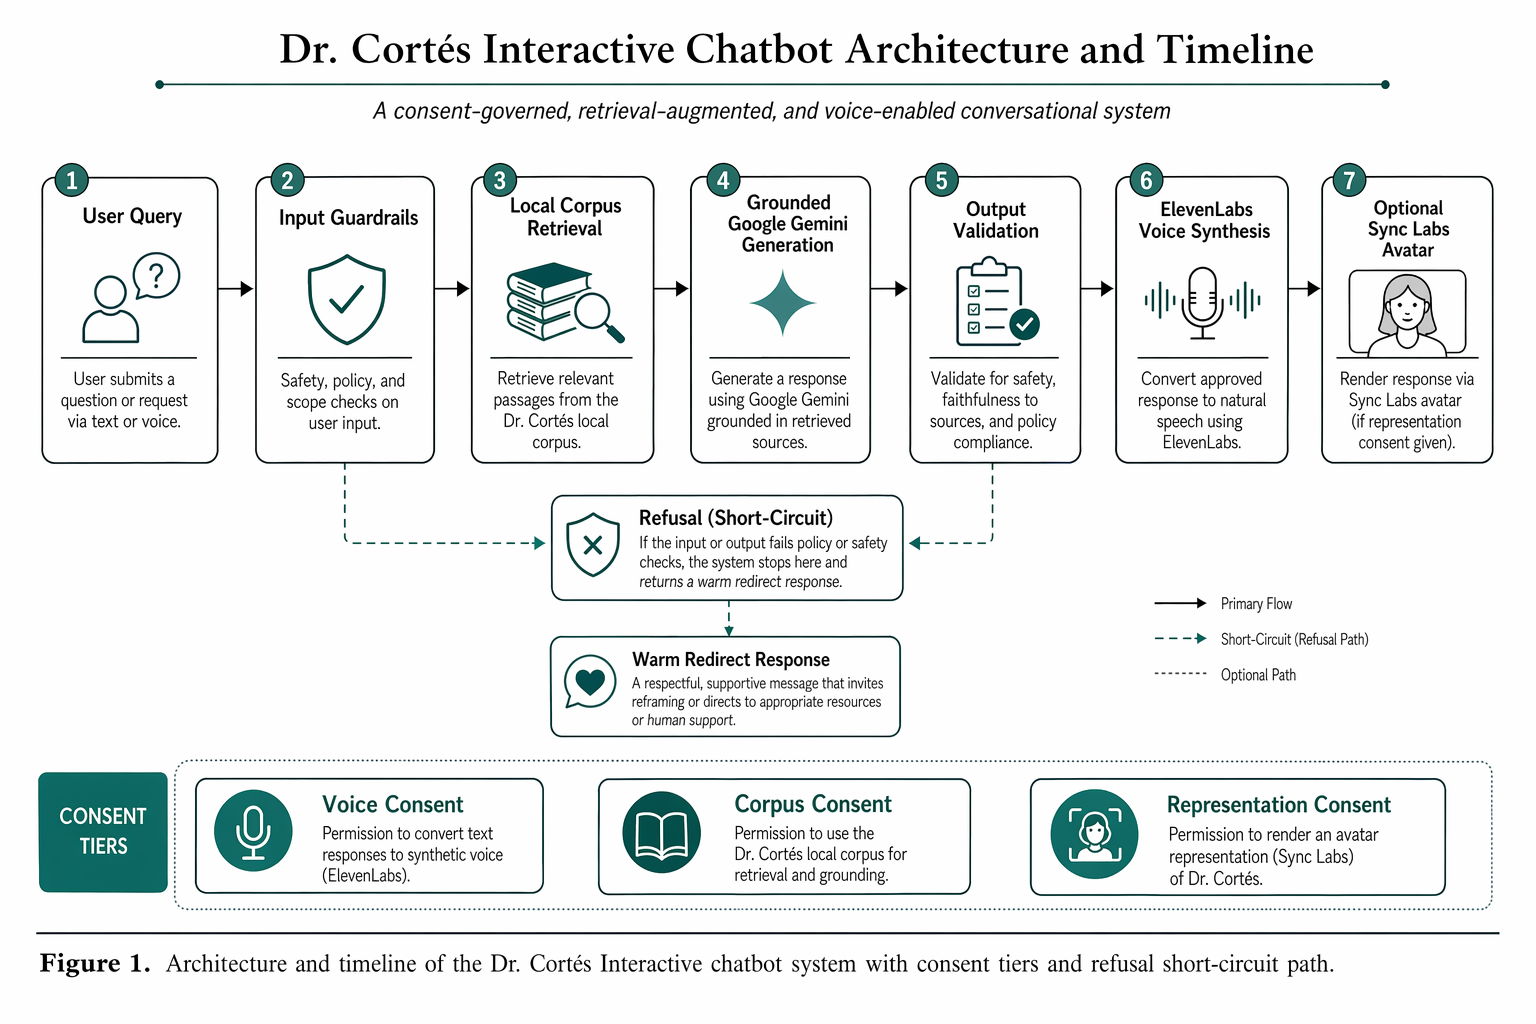 Dr. Cortés Interactive Chatbot Architecture and Timeline
A consent-governed, retrieval-augmented, and voice-enabled conversational system
1
User Query
?
User submits a
question or request
via text or voice.
2
Input Guardrails
Safety, policy, and
scope checks on
user input.
3
Local Corpus
Retrieval
Retrieve relevant
passages from the
Dr. Cortés local
corpus.
4
Grounded
Google Gemini
Generation
Generate a response
using Google Gemini
grounded in retrieved
sources.
5
Output
Validation
Validate for safety,
faithfulness to
sources, and policy
compliance.
6
ElevenLabs
Voice Synthesis
Convert approved
response to natural
speech using
ElevenLabs.
7
Optional
Sync Labs
Avatar
Render response via
Sync Labs avatar
(if representation
consent given).
Refusal (Short-Circuit)
If the input or output fails policy or safety
checks, the system stops here and
returns a warm redirect response.
Warm Redirect Response
A respectful, supportive message that invites
reframing or directs to appropriate resources
or human support.
Primary Flow
Short-Circuit (Refusal Path)
Optional Path
CONSENT
TIERS
Voice Consent
Permission to convert text
responses to synthetic voice
(ElevenLabs).
Corpus Consent
Permission to use the
Dr. Cortés local corpus for
retrieval and grounding.
Representation Consent
Permission to render an avatar
representation (Sync Labs)
of Dr. Cortés.
Figure 1. Architecture and timeline of the Dr. Cortés Interactive chatbot system with consent tiers and refusal short-circuit path.